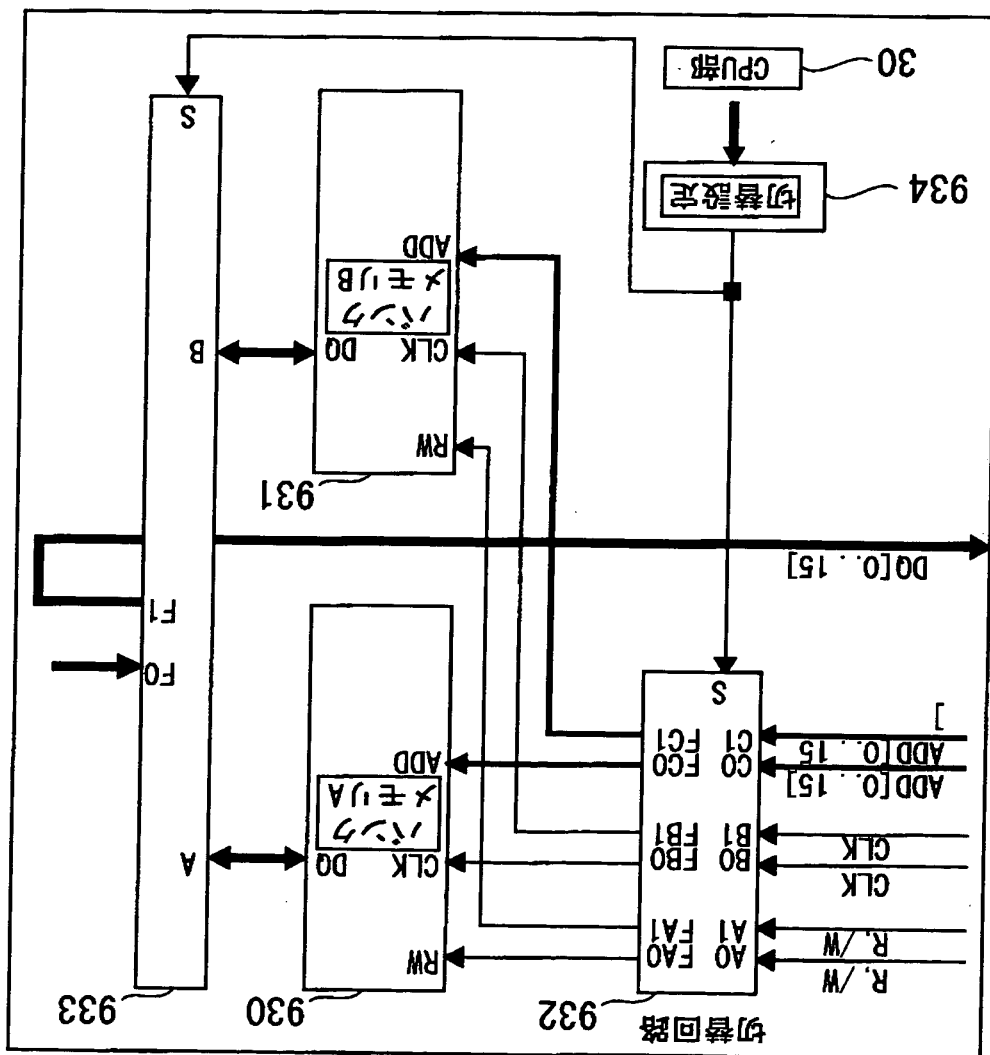 切替回路
932
930
933
R, /W
A0 FA0
RW
R, /W
A1 FA1
CLK
B0 FB0
CLK DQ
A
CLK
B1 FB1
バンク
メモリA
ADD[0..15]
C0 FC0
ADD
ADD[0..15
]
C1 FC1
S
F0
F1
DQ[0..15]
931
RW
CLK DQ
B
バンク
メモリB
ADD
934
切替設定
S
30
CPU部